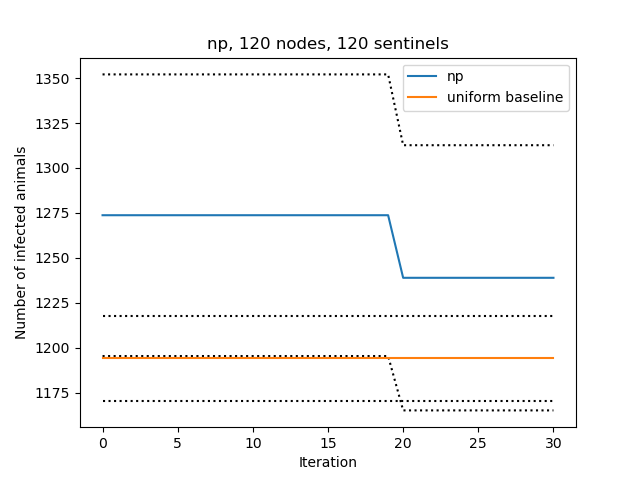 np, 120 nodes, 120 sentinels
np
uniform baseline
Number of infected animals
1350
1325
1300
1275
1250
1225
1200
1175
0 5 10 15 20 25 30
Iteration